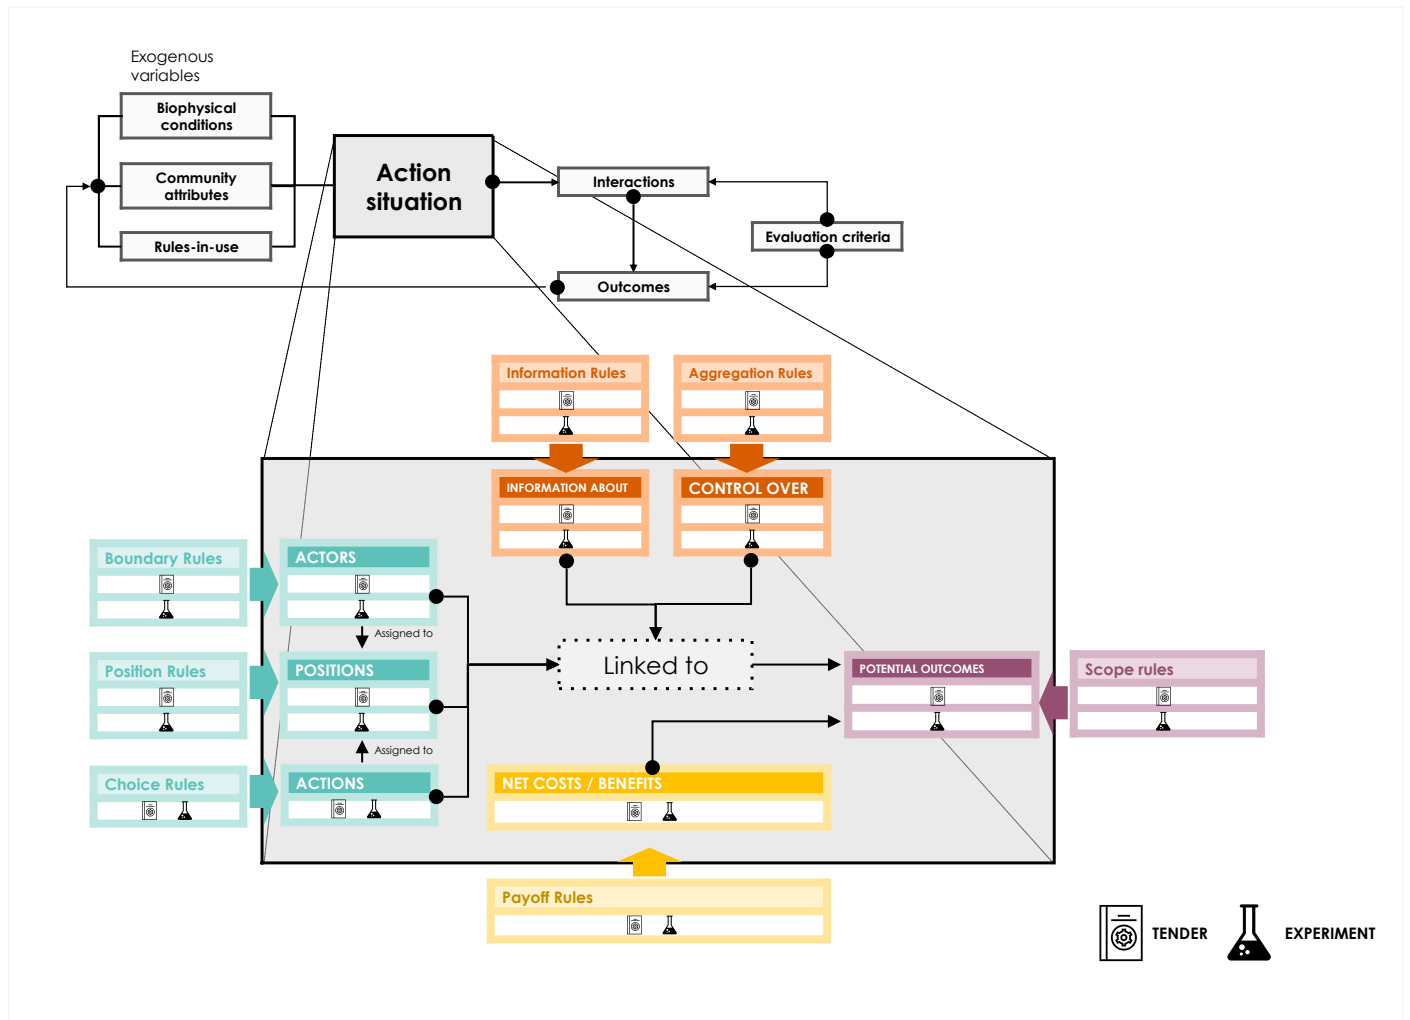 Exogenous
variables
Biophysical
conditions
Community
attributes
Rules-in-use
Action
situation
Interactions
Evaluation criteria
Outcomes
Information Rules
Aggregation Rules
INFORMATION ABOUT
CONTROL OVER
Boundary Rules
ACTORS
Assigned to
Position Rules
POSITIONS
Linked to
POTENTIAL OUTCOMES
Scope rules
Assigned to
Choice Rules
ACTIONS
NET COSTS / BENEFITS
Payoff Rules
TENDER
EXPERIMENT